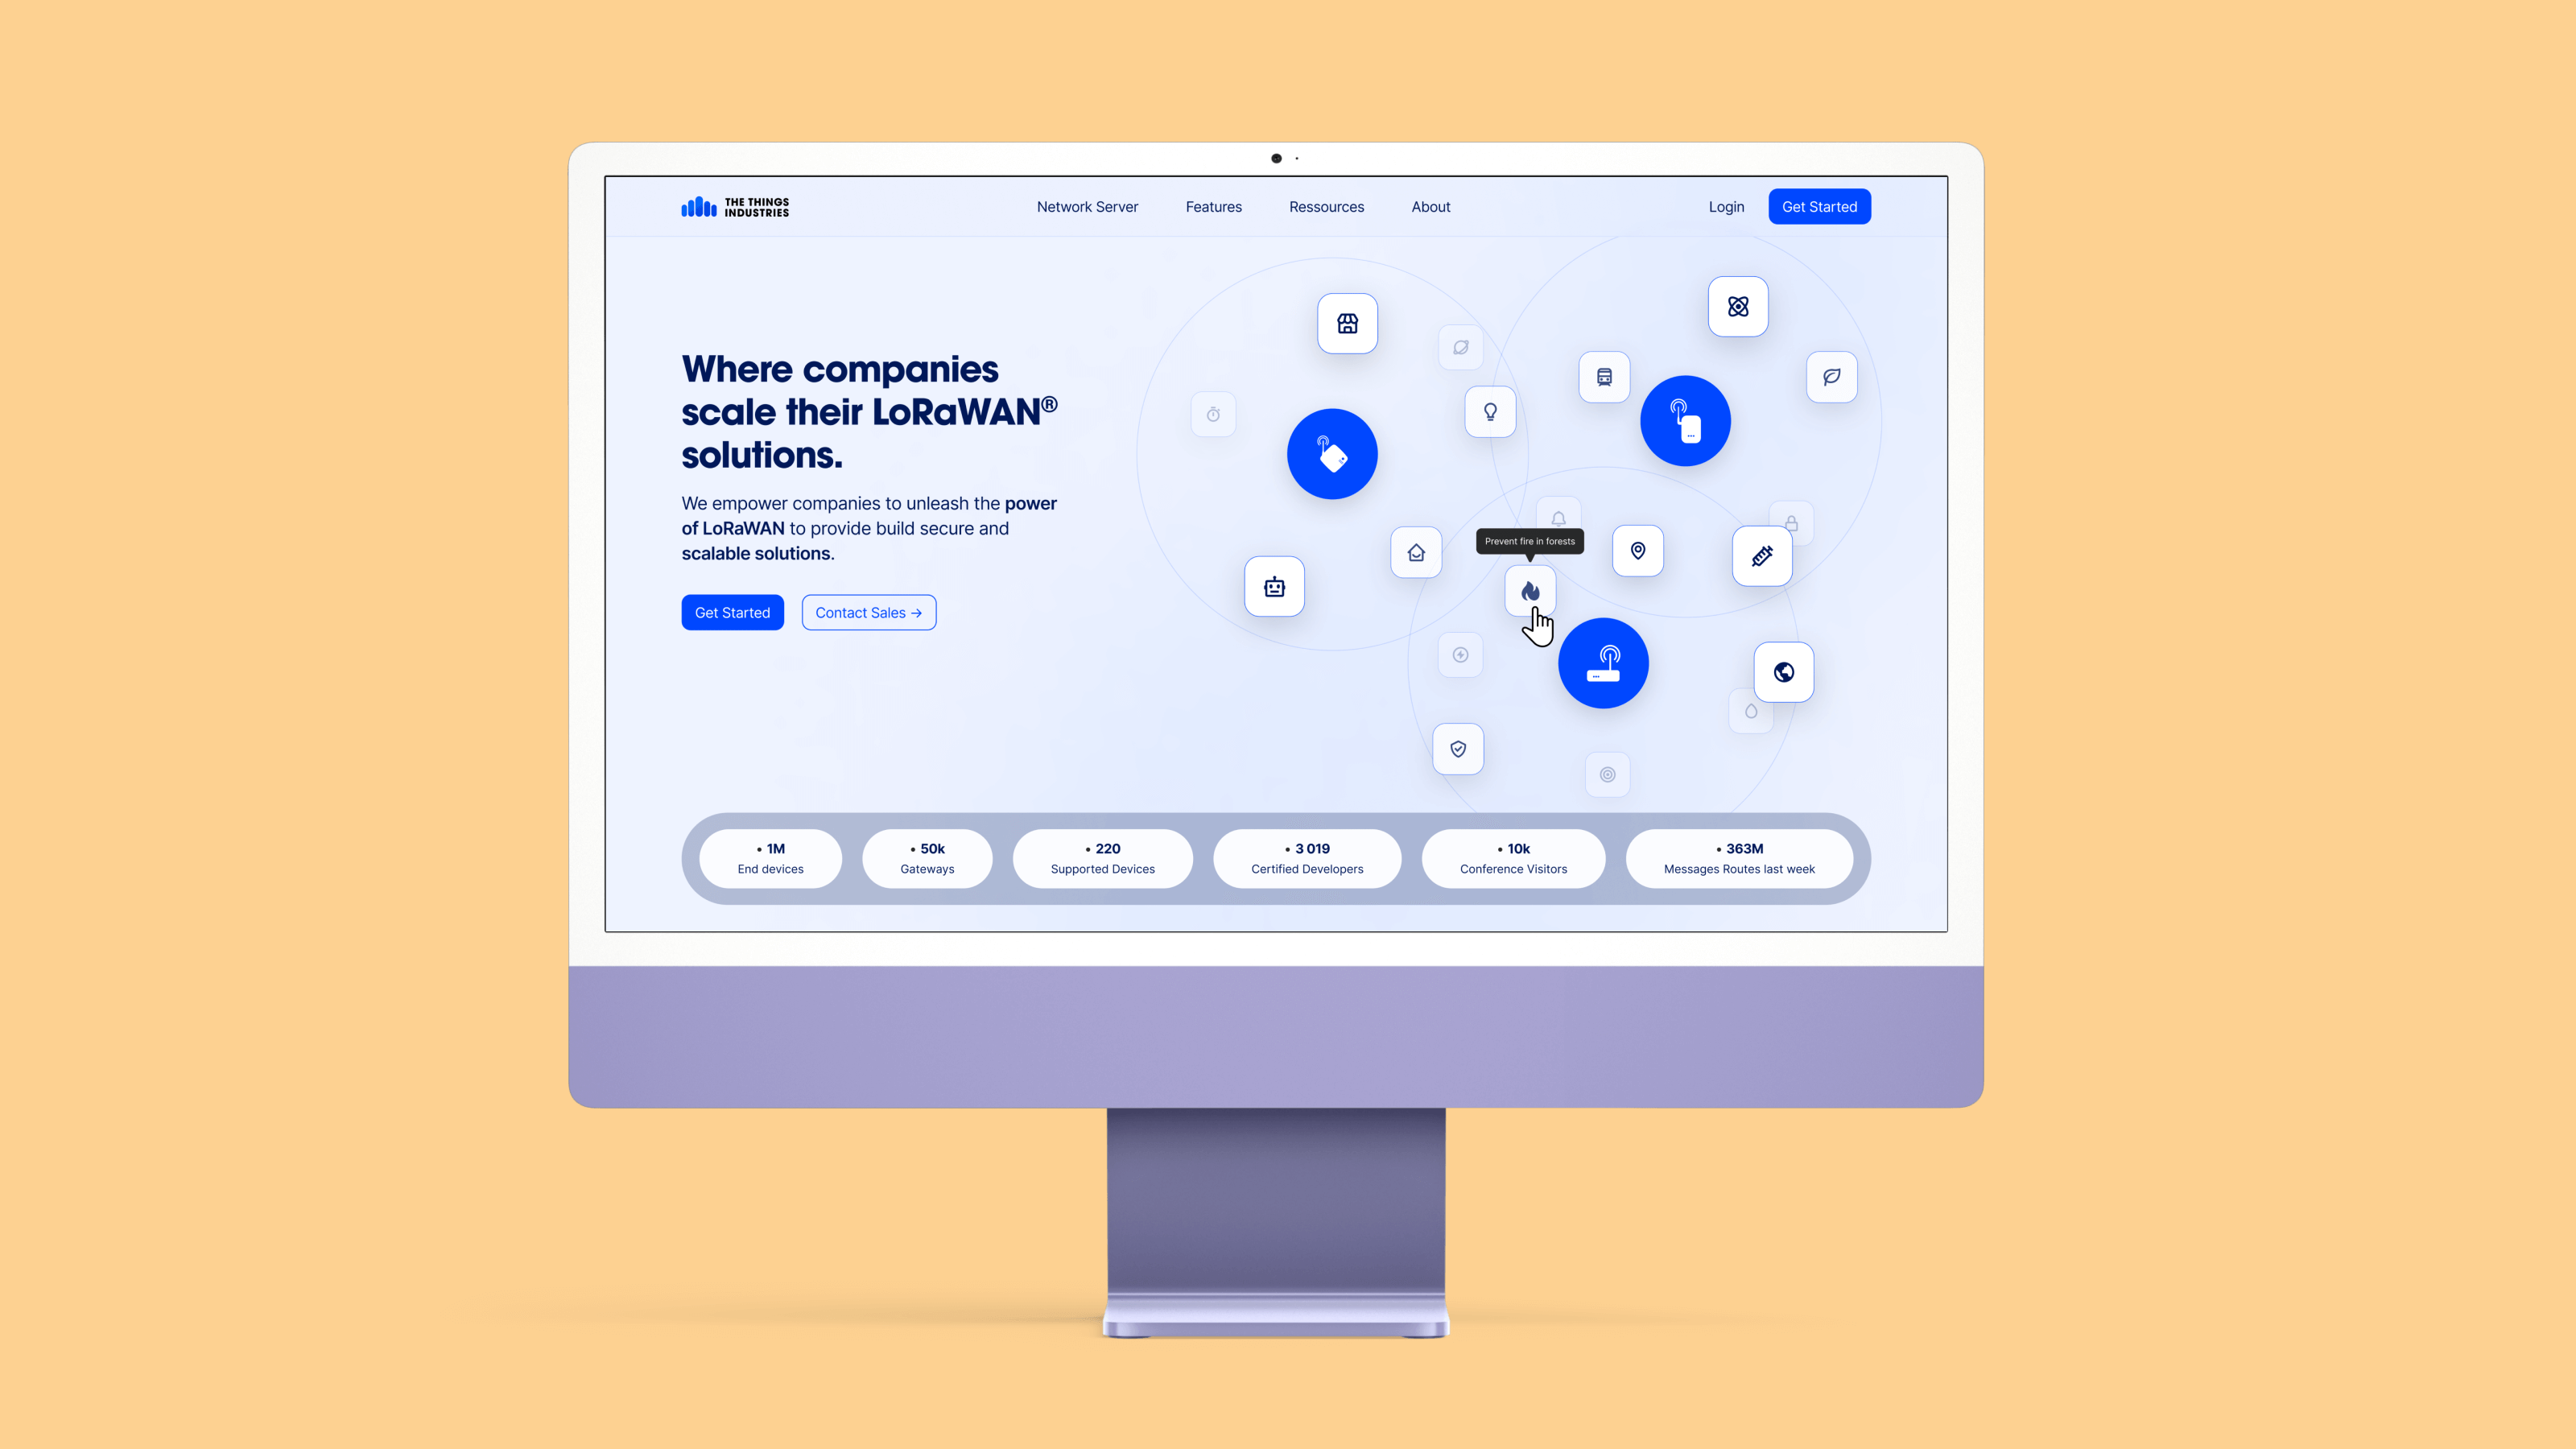 THE THINGS
INDUSTRIES
Network Server
Features
Ressources
About
Login
Get Started
Where companies
scale their LoRaWAN®
solutions.
We empower companies to unleash the power
of LoRaWAN to provide build secure and
scalable solutions.
Get Started
Contact Sales →
Prevent fire in forests
• 1M
End devices
• 50k
Gateways
• 220
Supported Devices
• 3 019
Certified Developers
• 10k
Conference Visitors
• 363M
Messages Routes last week